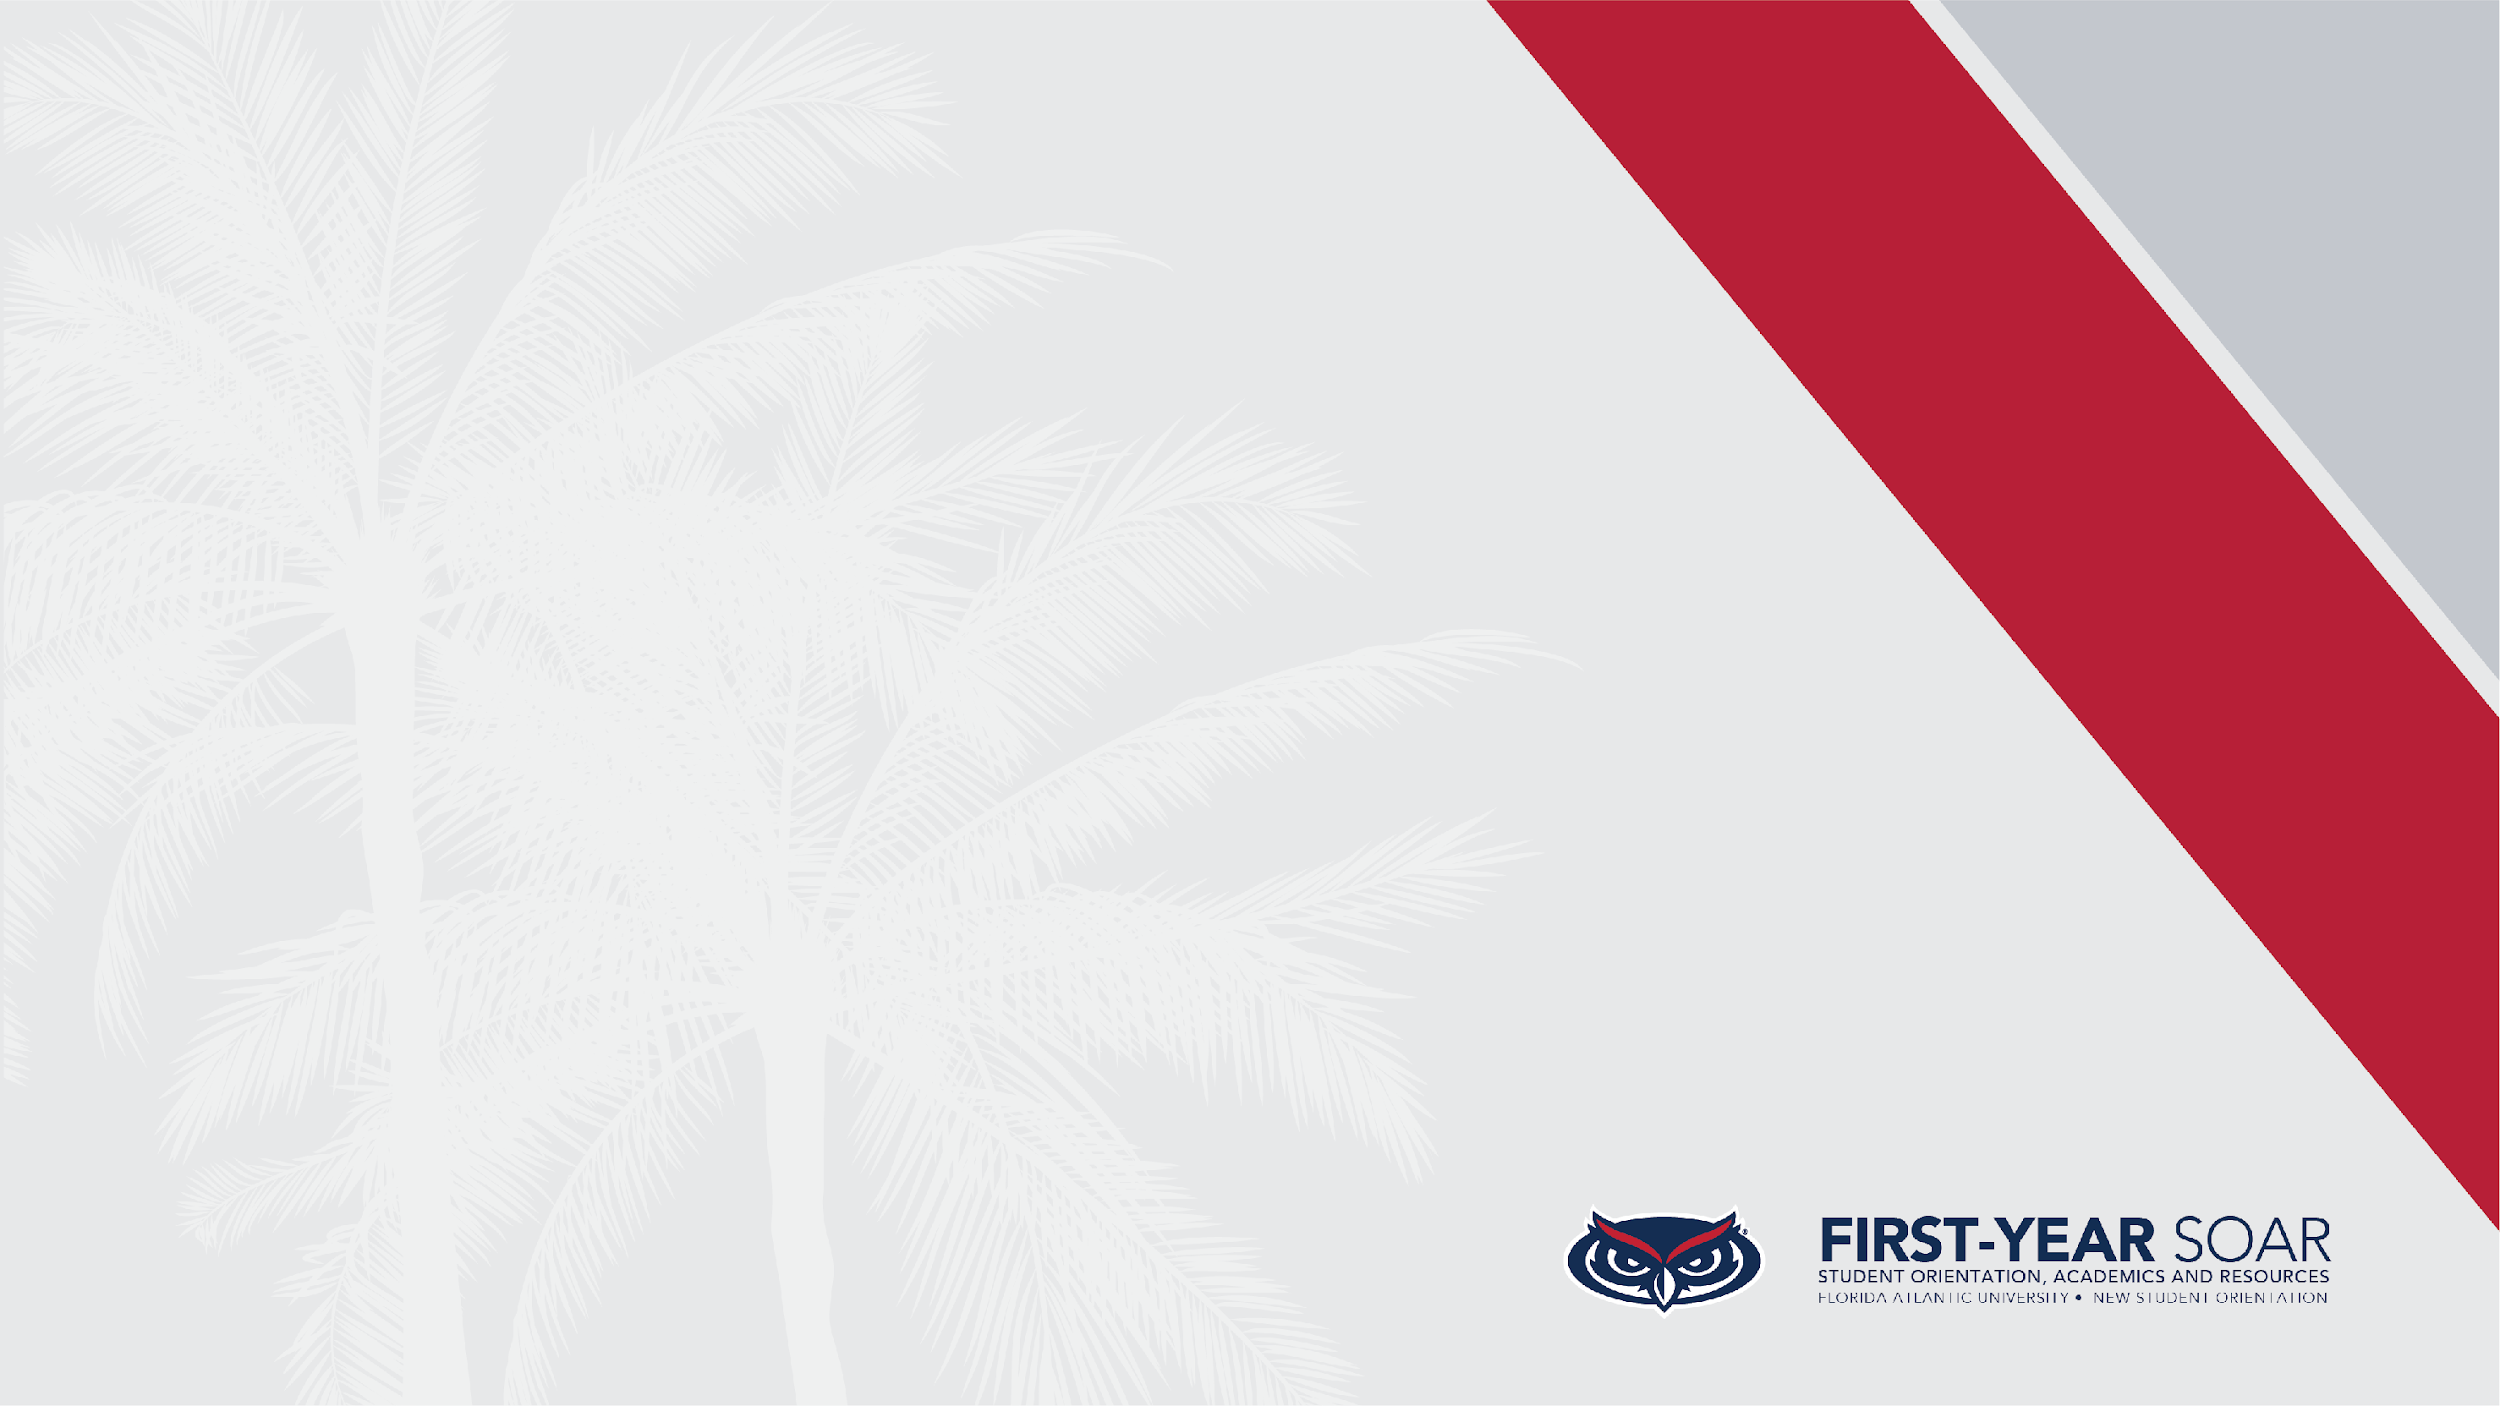 FIRST-YEAR SOAR
STUDENT ORIENTATION, ACADEMICS AND RESOURCES
FLORIDA ATLANTIC UNIVERSITY • NEW STUDENT ORIENTATION